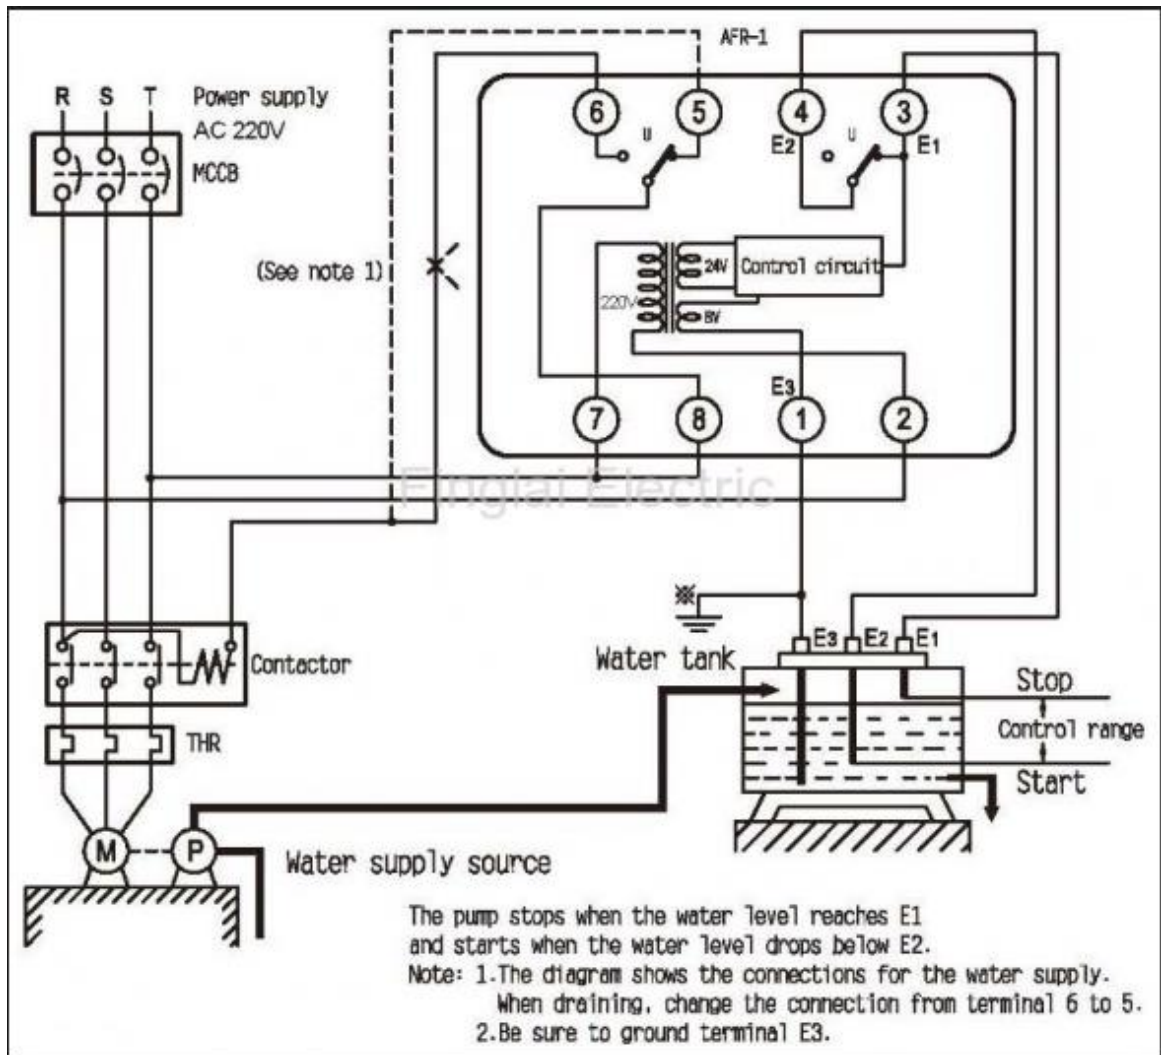 AFR-1
R S T Power supply
AC 220V
MCCB
6 5 4 3
U U
E2 E1
(See note 1)
24V Control circuit
220V
8V
E3
7 8 1 2
E3 E2 E1
Contactor
Water tank
Stop
Control range
THR
Start
M P
Water supply source
The pump stops when the water level reaches E1
and starts when the water level drops below E2.
Note: 1.The diagram shows the connections for the water supply.
When draining, change the connection from terminal 6 to 5.
2.Be sure to ground terminal E3.